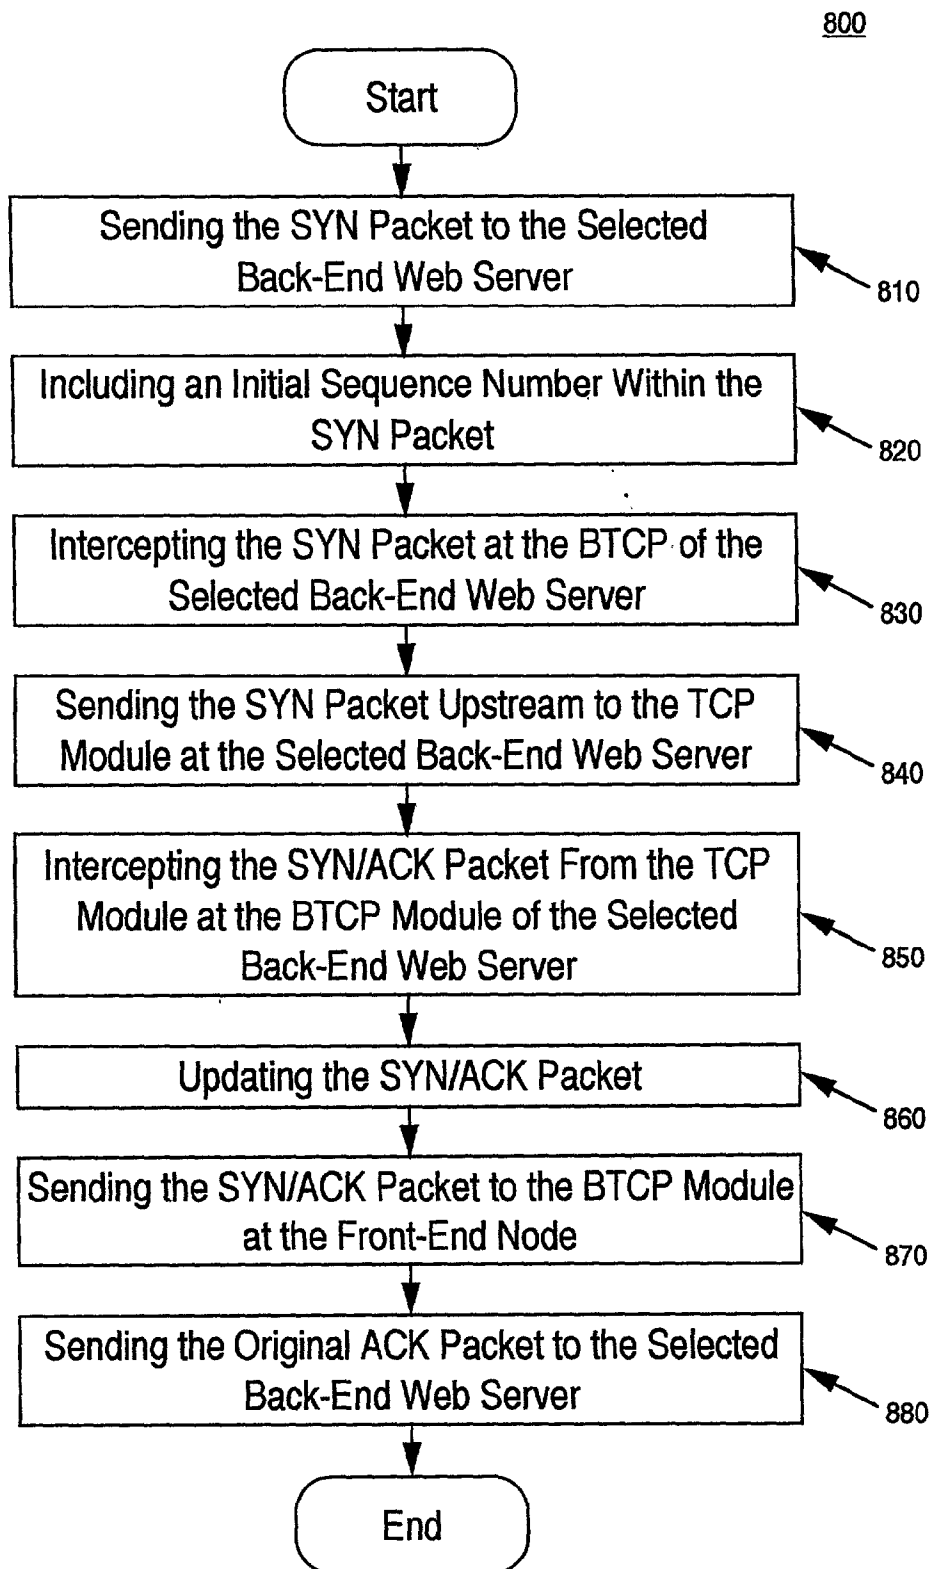 800
Start
Sending the SYN Packet to the Selected
Back-End Web Server
810
Including an Initial Sequence Number Within the
SYN Packet
820
Intercepting the SYN Packet at the BTCP of the
Selected Back-End Web Server
830
Sending the SYN Packet Upstream to the TCP
Module at the Selected Back-End Web Server
840
Intercepting the SYN/ACK Packet From the TCP
Module at the BTCP Module of the Selected
Back-End Web Server
850
Updating the SYN/ACK Packet
860
Sending the SYN/ACK Packet to the BTCP Module
at the Front-End Node
870
Sending the Original ACK Packet to the Selected
Back-End Web Server
880
End